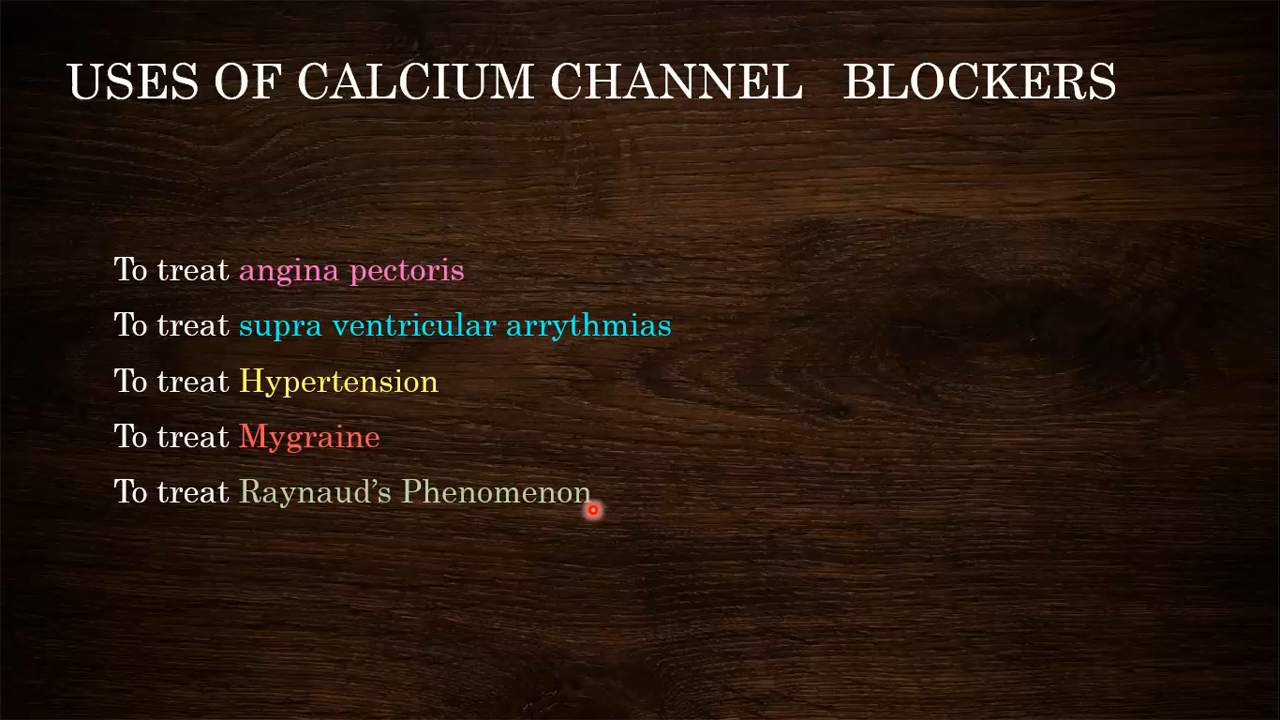 USES OF CALCIUM CHANNEL BLOCKERS
To treat angina pectoris
To treat supra ventricular arrythmias
To treat Hypertension
To treat Mygraine
To treat Raynaud’s Phenomenon